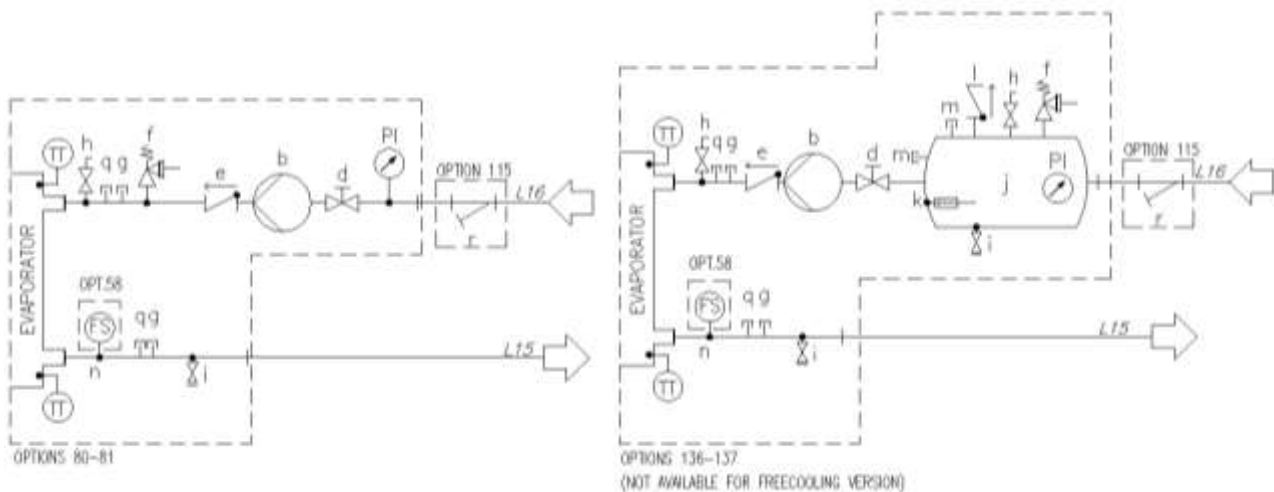 TT
h
q g
f
e
b
d
PI
OPTION 115
L16
r
EVAPORATOR
OPT.58
FS
n
q g
i
L15
TT
OPTIONS 80-81
TT
h
q g
e
b
d
m
l
h
f
m
k
j
PI
i
OPTION 115
L16
r
EVAPORATOR
OPT.58
FS
n
q g
i
L15
TT
OPTIONS 136-137
(NOT AVAILABLE FOR FREECOOLING VERSION)